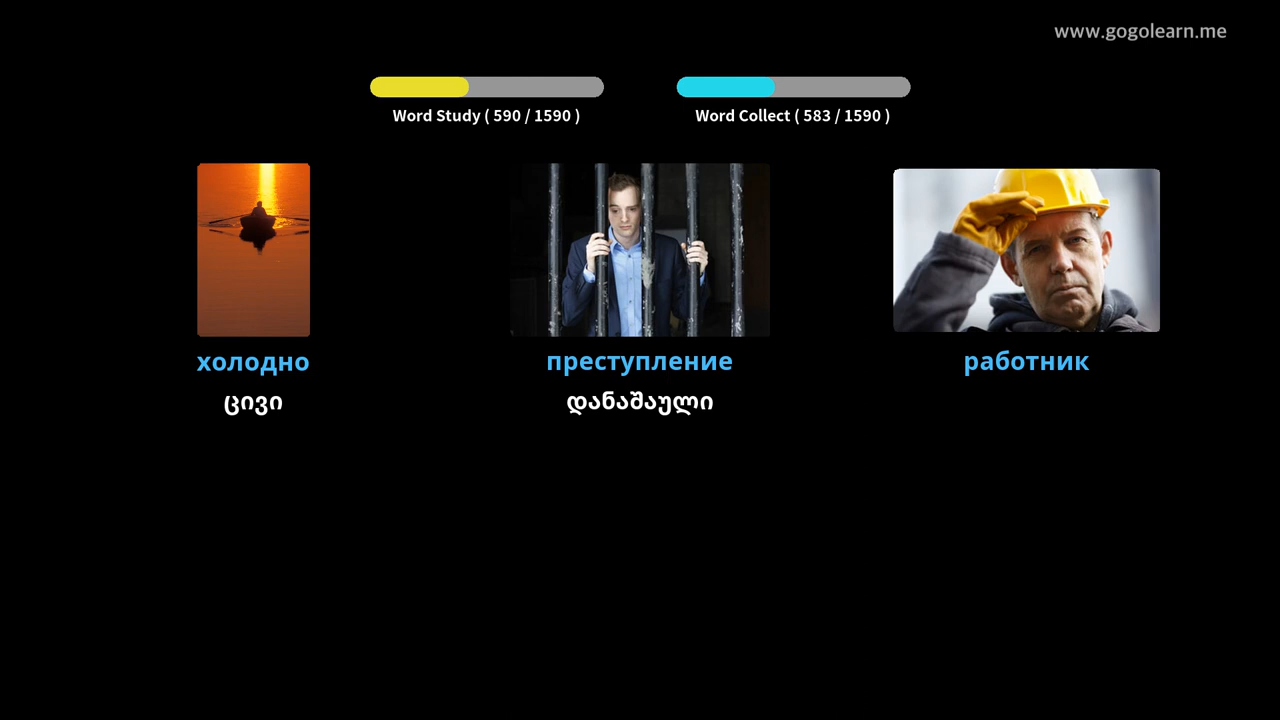 www.gogolearn.me
Word Study ( 590 / 1590 )
Word Collect ( 583 / 1590 )
холодно
преступление
работник
ცივი
დანაშაული